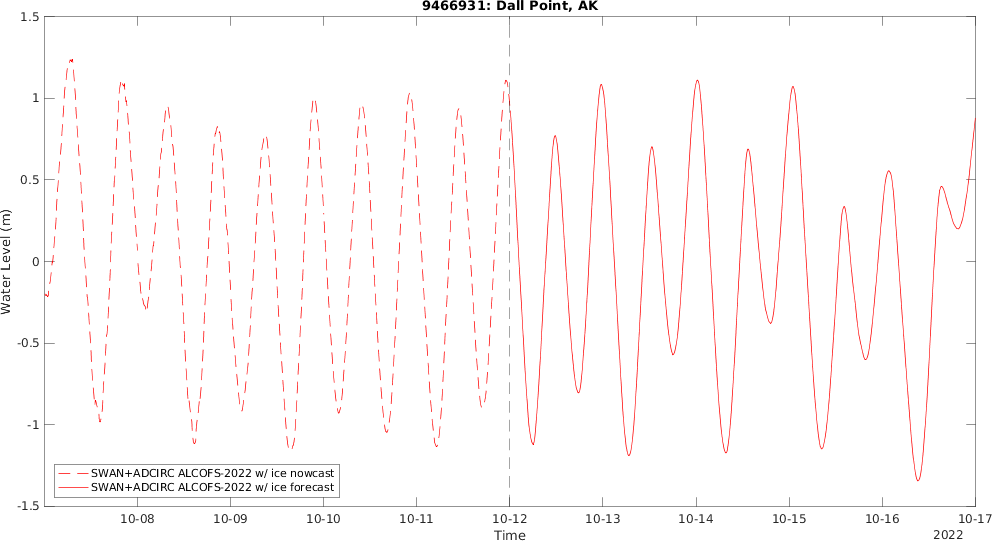 9466931: Dall Point, AK
1.5
1
0.5
0
-0.5
-1
-1.5
Water Level (m)
SWAN+ADCIRC ALCOFS-2022 w/ ice nowcast
SWAN+ADCIRC ALCOFS-2022 w/ ice forecast
10-08 10-09 10-10 10-11 10-12 10-13 10-14 10-15 10-16 10-17
Time
2022